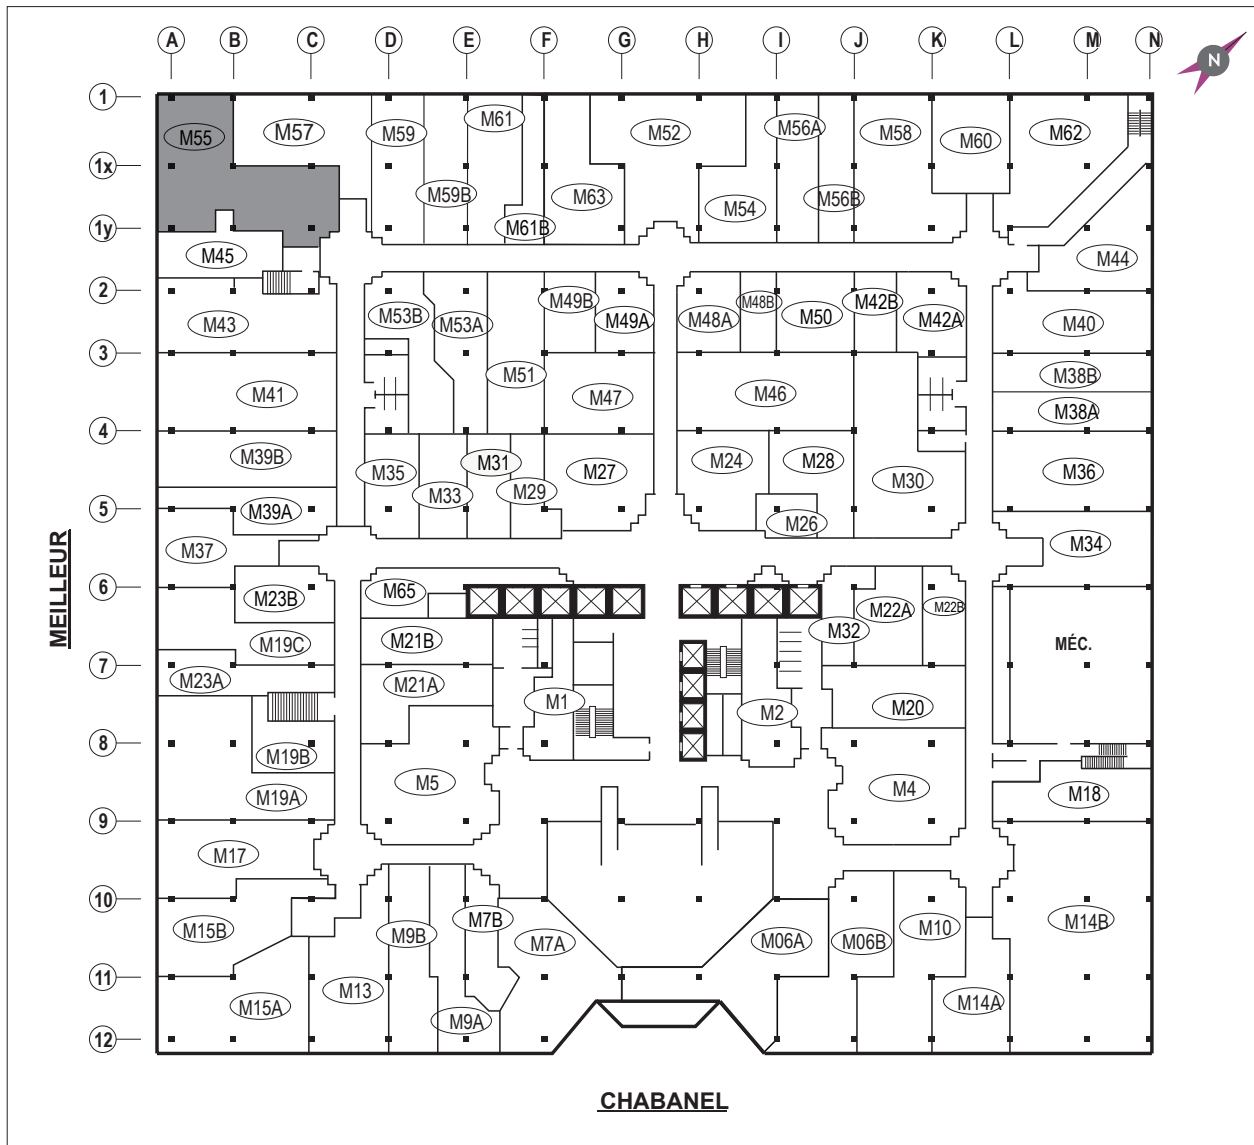 A B C D E F G H I J K L M N
N
1
M55 M57 M59 M61 M52 M56A M58 M60 M62
1x
M59B M63 M54 M56B
1y
M61B
M45 M44
2
M53B M53A M49B M49A M48A M48B M50 M42B M42A
M43 M40
3
M51 M38B
M41 M47 M46 M38A
4
M39B M35 M31 M27 M24 M28 M30 M36
M33 M29
5
M39A M26
M37 M34
MEILLEUR
6
M23B M65 M22A M22B
M32
M19C M21B MÉC.
7
M23A M21A M1 M2 M20
8
M19B M5 M4 M18
M19A
9
M17
10
M15B M9B M7B M7A M06A M06B M10 M14B
11
M15A M13 M9A M14A
12
CHABANEL